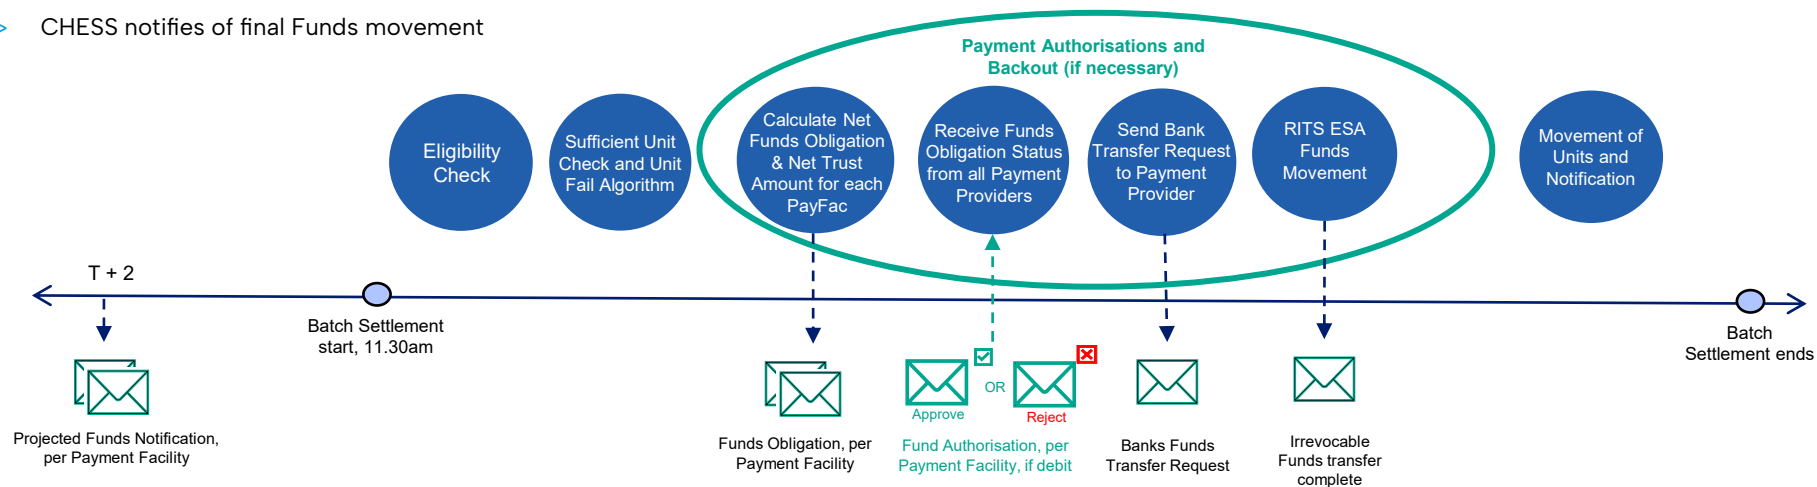 > CHESS notifies of final Funds movement
Payment Authorisations and
Backout (if necessary)
Eligibility
Check
Sufficient Unit
Check and Unit
Fail Algorithm
Calculate Net
Funds Obligation
& Net Trust
Amount for each
PayFac
Receive Funds
Obligation Status
from all Payment
Providers
Send Bank
Transfer Request
to Payment
Provider
RITS ESA
Funds
Movement
Movement of
Units and
Notification
T + 2
Batch Settlement
start, 11.30am
Batch
Settlement ends
Projected Funds Notification,
per Payment Facility
Funds Obligation, per
Payment Facility
Approve
OR
Reject
Fund Authorisation, per
Payment Facility, if debit
Banks Funds
Transfer Request
Irrevocable
Funds transfer
complete